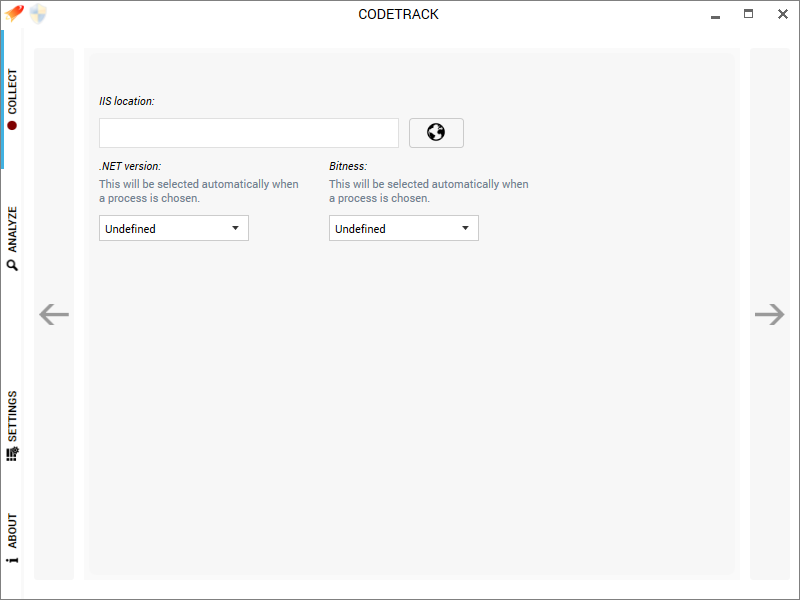 CODETRACK
COLLECT
ANALYZE
SETTINGS
ABOUT
IIS location:
.NET version:
This will be selected automatically when
a process is chosen.
Undefined
Bitness:
This will be selected automatically when
a process is chosen.
Undefined